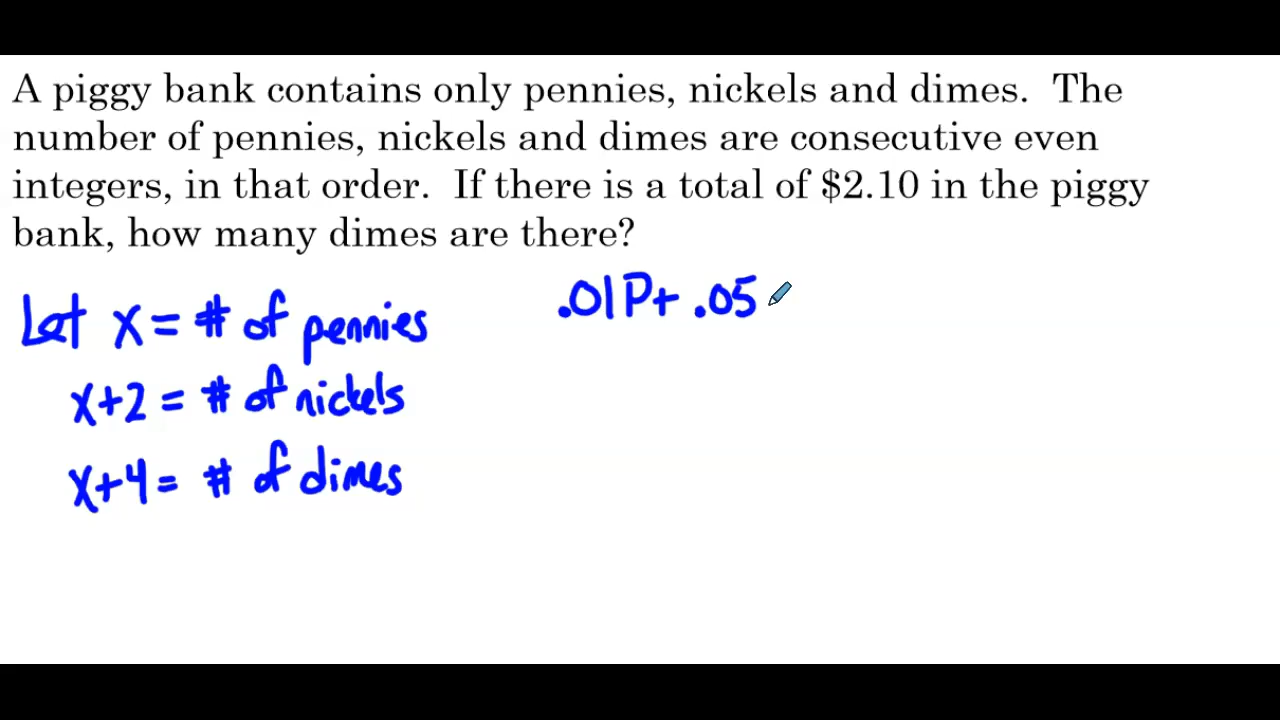 A piggy bank contains only pennies, nickels and dimes. The
number of pennies, nickels and dimes are consecutive even
integers, in that order. If there is a total of $2.10 in the piggy
bank, how many dimes are there?
Let x = # of pennies
x+2 = # of nickels
x+4 = # of dimes
.01P+ .05